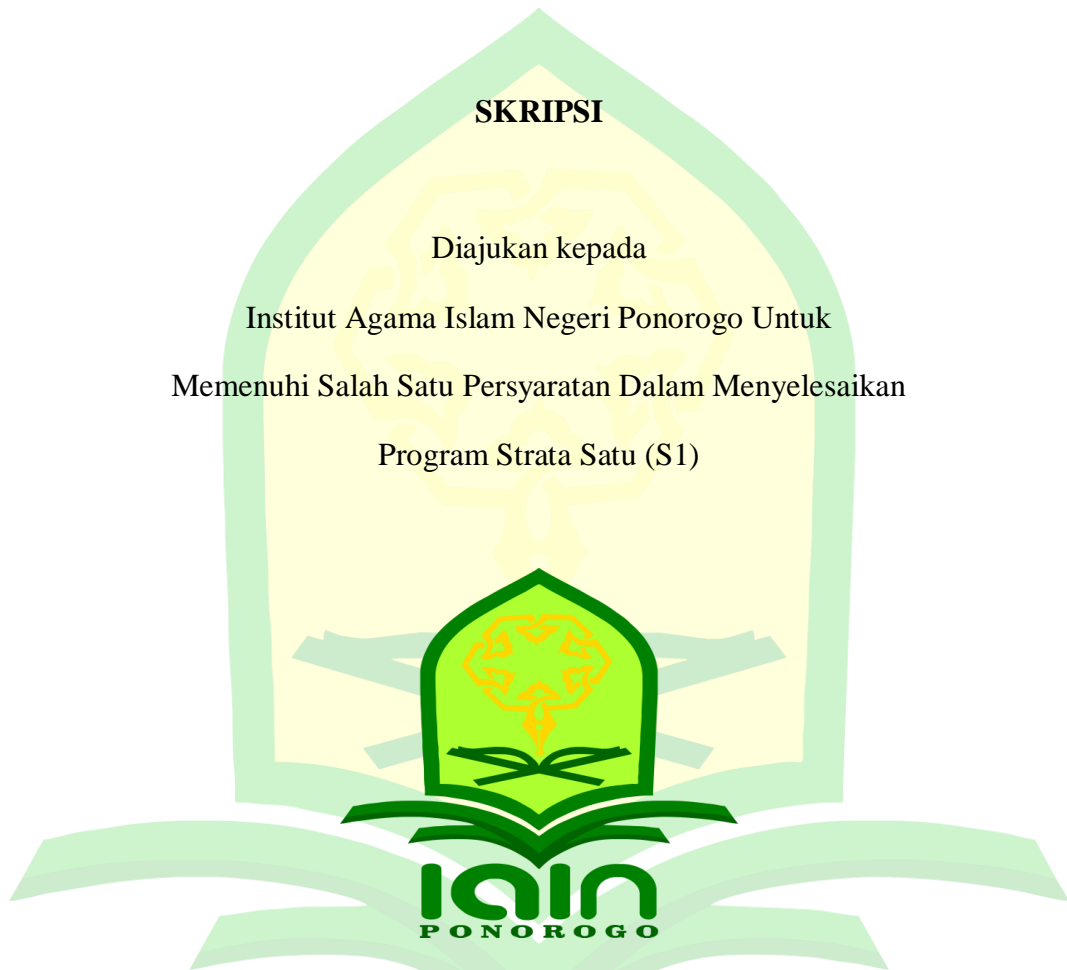 SKRIPSI
Diajukan kepada
Institut Agama Islam Negeri Ponorogo Untuk
Memenuhi Salah Satu Persyaratan Dalam Menyelesaikan
Program Strata Satu (S1)
IAIN
PONOROGO